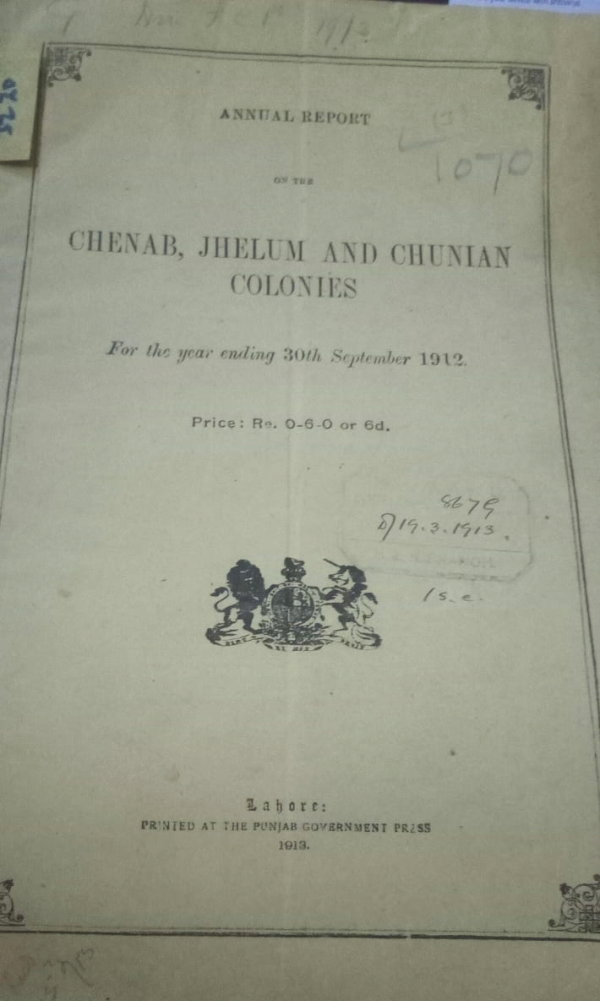 1913
ANNUAL REPORT
1070
ON THE
CHENAB, JHELUM AND CHUNIAN
COLONIES
For the year ending 30th September 1912.
Price: Re. 0-6-0 or 6d.
8679
19.3.1913.
Lahore:
PRINTED AT THE PUNJAB GOVERNMENT PRESS
1913.